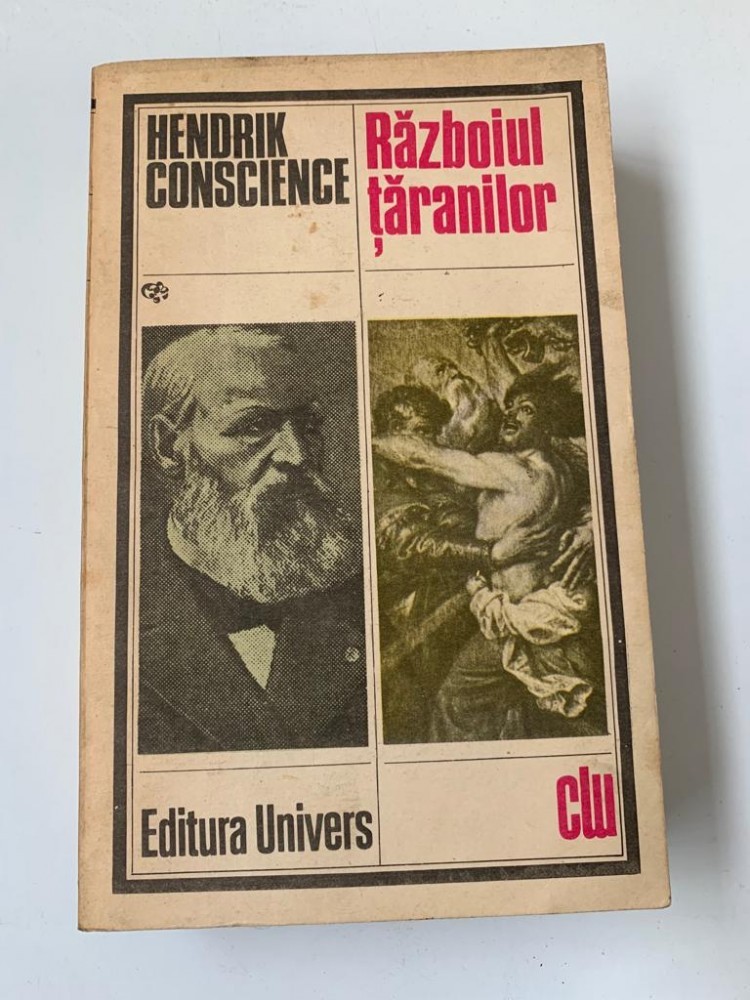 HENDRIK
CONSCIENCE
Războiul
țăranilor
Editura Univers
clu